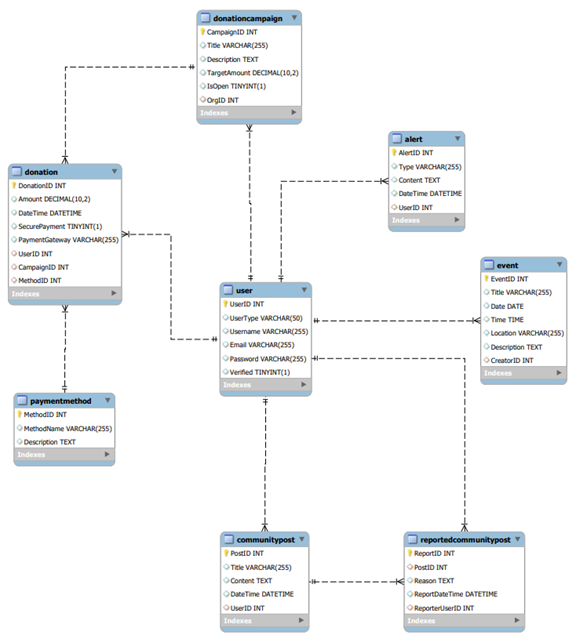 donationcampaign
CampaignID INT
Title VARCHAR(255)
Description TEXT
TargetAmount DECIMAL(10,2)
IsOpen TINYINT(1)
OrgID INT
Indexes
alert
AlertID INT
Type VARCHAR(255)
Content TEXT
DateTime DATETIME
UserID INT
Indexes
donation
DonationID INT
Amount DECIMAL(10,2)
DateTime DATETIME
SecurePayment TINYINT(1)
PaymentGateway VARCHAR(255)
UserID INT
CampaignID INT
MethodID INT
Indexes
event
EventID INT
Title VARCHAR(255)
Date DATE
Time TIME
Location VARCHAR(255)
Description TEXT
CreatorID INT
Indexes
user
UserID INT
UserType VARCHAR(50)
Username VARCHAR(255)
Email VARCHAR(255)
Password VARCHAR(255)
Verified TINYINT(1)
Indexes
paymentmethod
MethodID INT
MethodName VARCHAR(255)
Description TEXT
Indexes
communitypost
PostID INT
Title VARCHAR(255)
Content TEXT
DateTime DATETIME
UserID INT
Indexes
reportedcommunitypost
ReportID INT
PostID INT
Reason TEXT
ReportDateTime DATETIME
ReporterUserID INT
Indexes